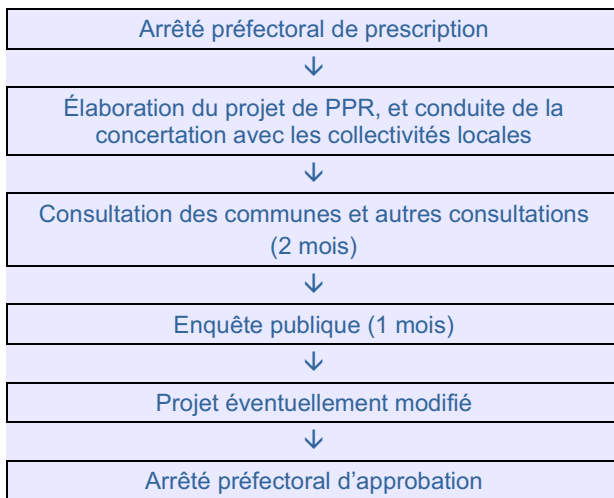 Arrêté préfectoral de prescription
↓
Élaboration du projet de PPR, et conduite de la
concertation avec les collectivités locales
↓
Consultation des communes et autres consultations
(2 mois)
↓
Enquête publique (1 mois)
↓
Projet éventuellement modifié
↓
Arrêté préfectoral d’approbation